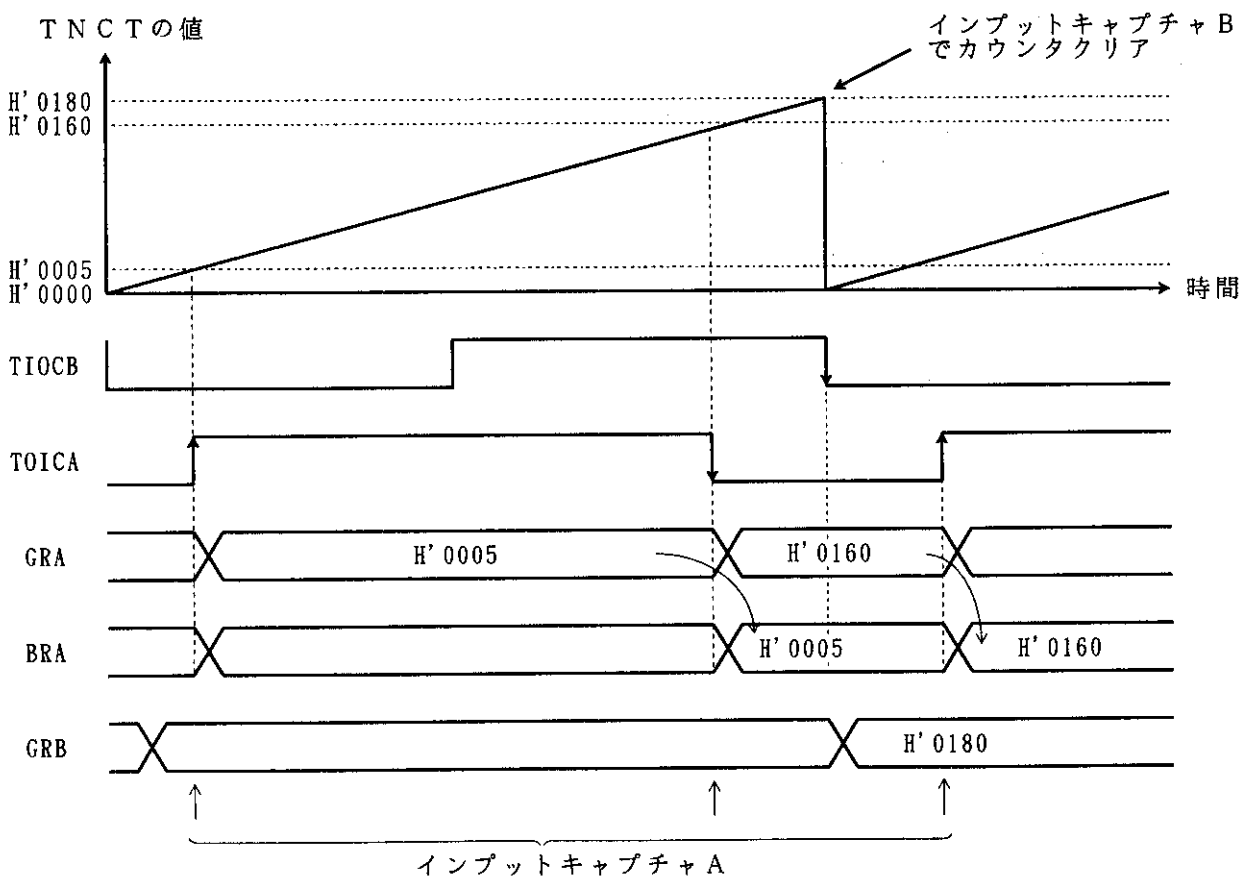 TNCTの値
インプットキャプチャB
でカウンタクリア
H'0180
H'0160
H'0005
H'0000
時間
TIOCB
TOICA
GRA
H'0005
H'0160
BRA
H'0005
H'0160
GRB
H'0180
インプットキャプチャA